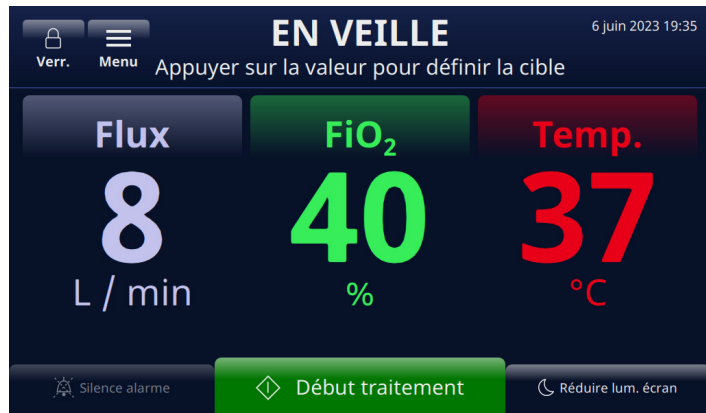 EN VEILLE
6 juin 2023 19:35
Verr.
Menu
Appuyer sur la valeur pour définir la cible
Flux
FiO₂
Temp.
8
40
37
L / min
%
°C
Silence alarme
Début traitement
Réduire lum. écran